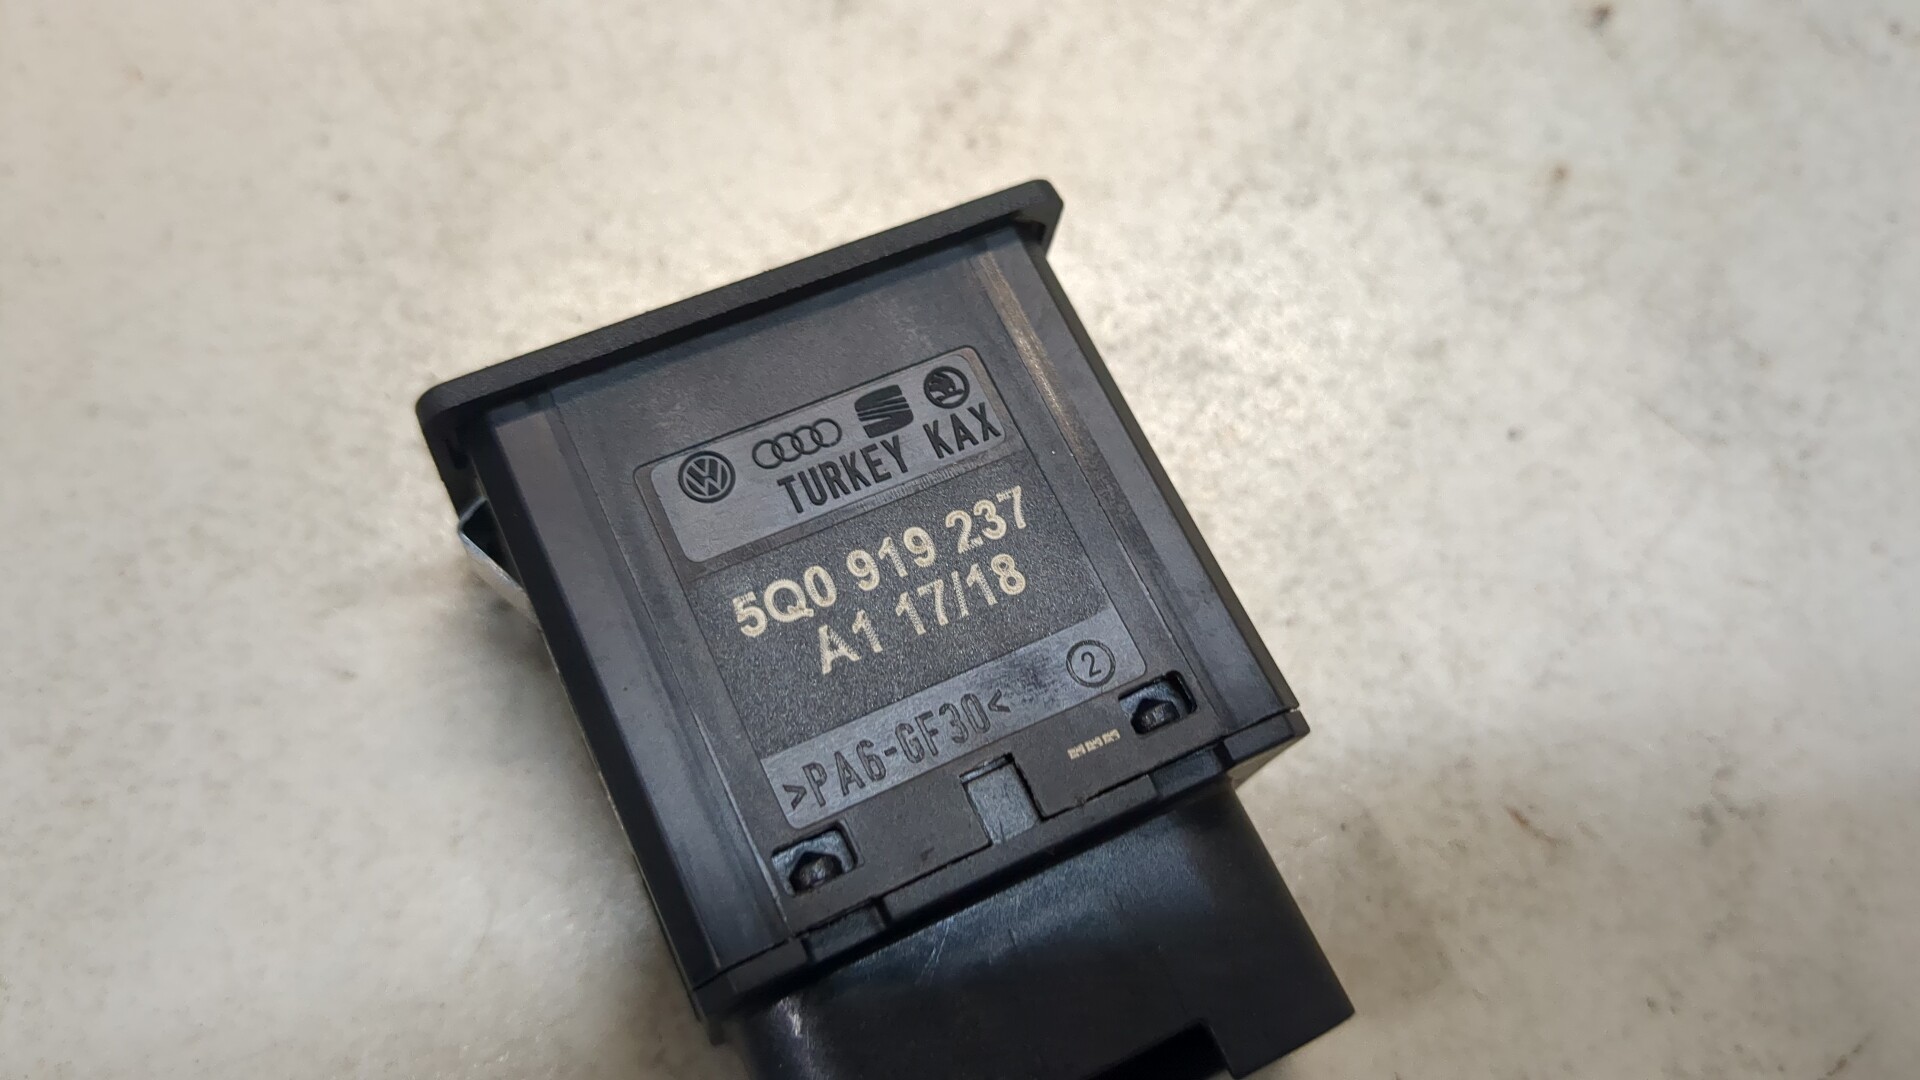 TURKEY KAX
5Q0 919 237
A1 17/18
2
>PA6-GF30<